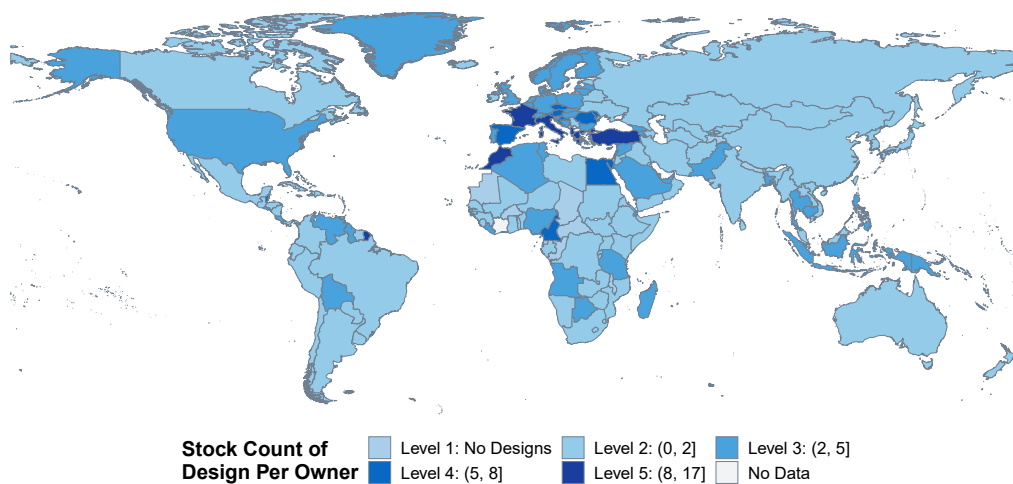 Stock Count of
Design Per Owner
Level 1: No Designs
Level 2: (0, 2]
Level 3: (2, 5]
Level 4: (5, 8]
Level 5: (8, 17]
No Data